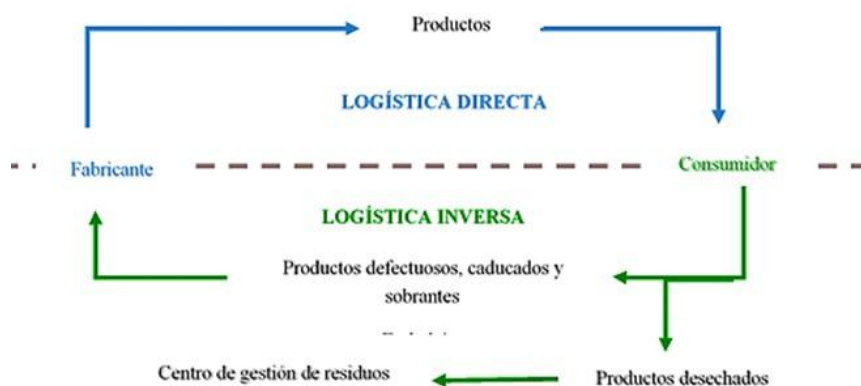 Productos
LOGÍSTICA DIRECTA
Fabricante
Consumidor
LOGÍSTICA INVERSA
Productos defectuosos, caducados y
sobrantes
Centro de gestión de residuos
Productos desechados